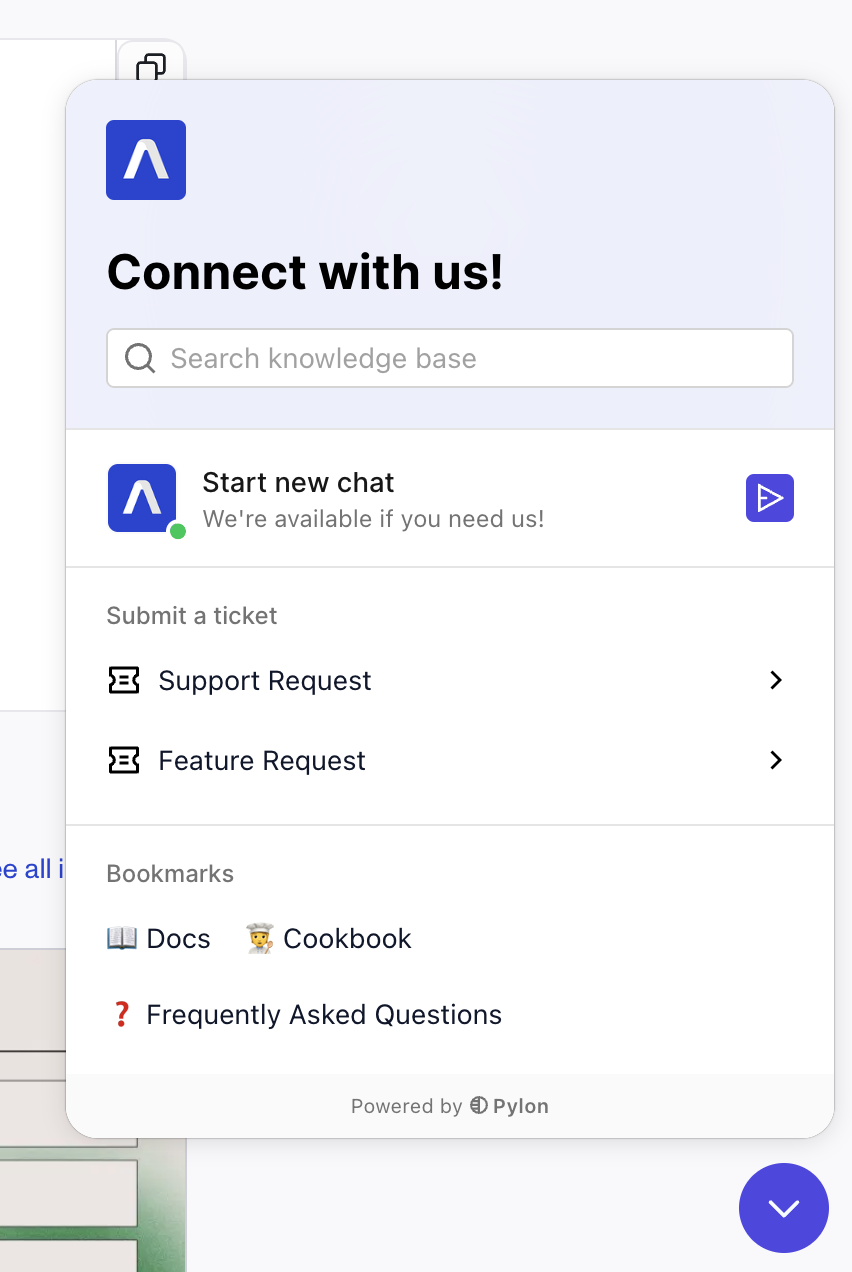 Connect with us!
Search knowledge base
Start new chat
We're available if you need us!
Submit a ticket
Support Request
Feature Request
ee all i
Bookmarks
📖 Docs 🧑‍🍳 Cookbook
❓ Frequently Asked Questions
Powered by Pylon